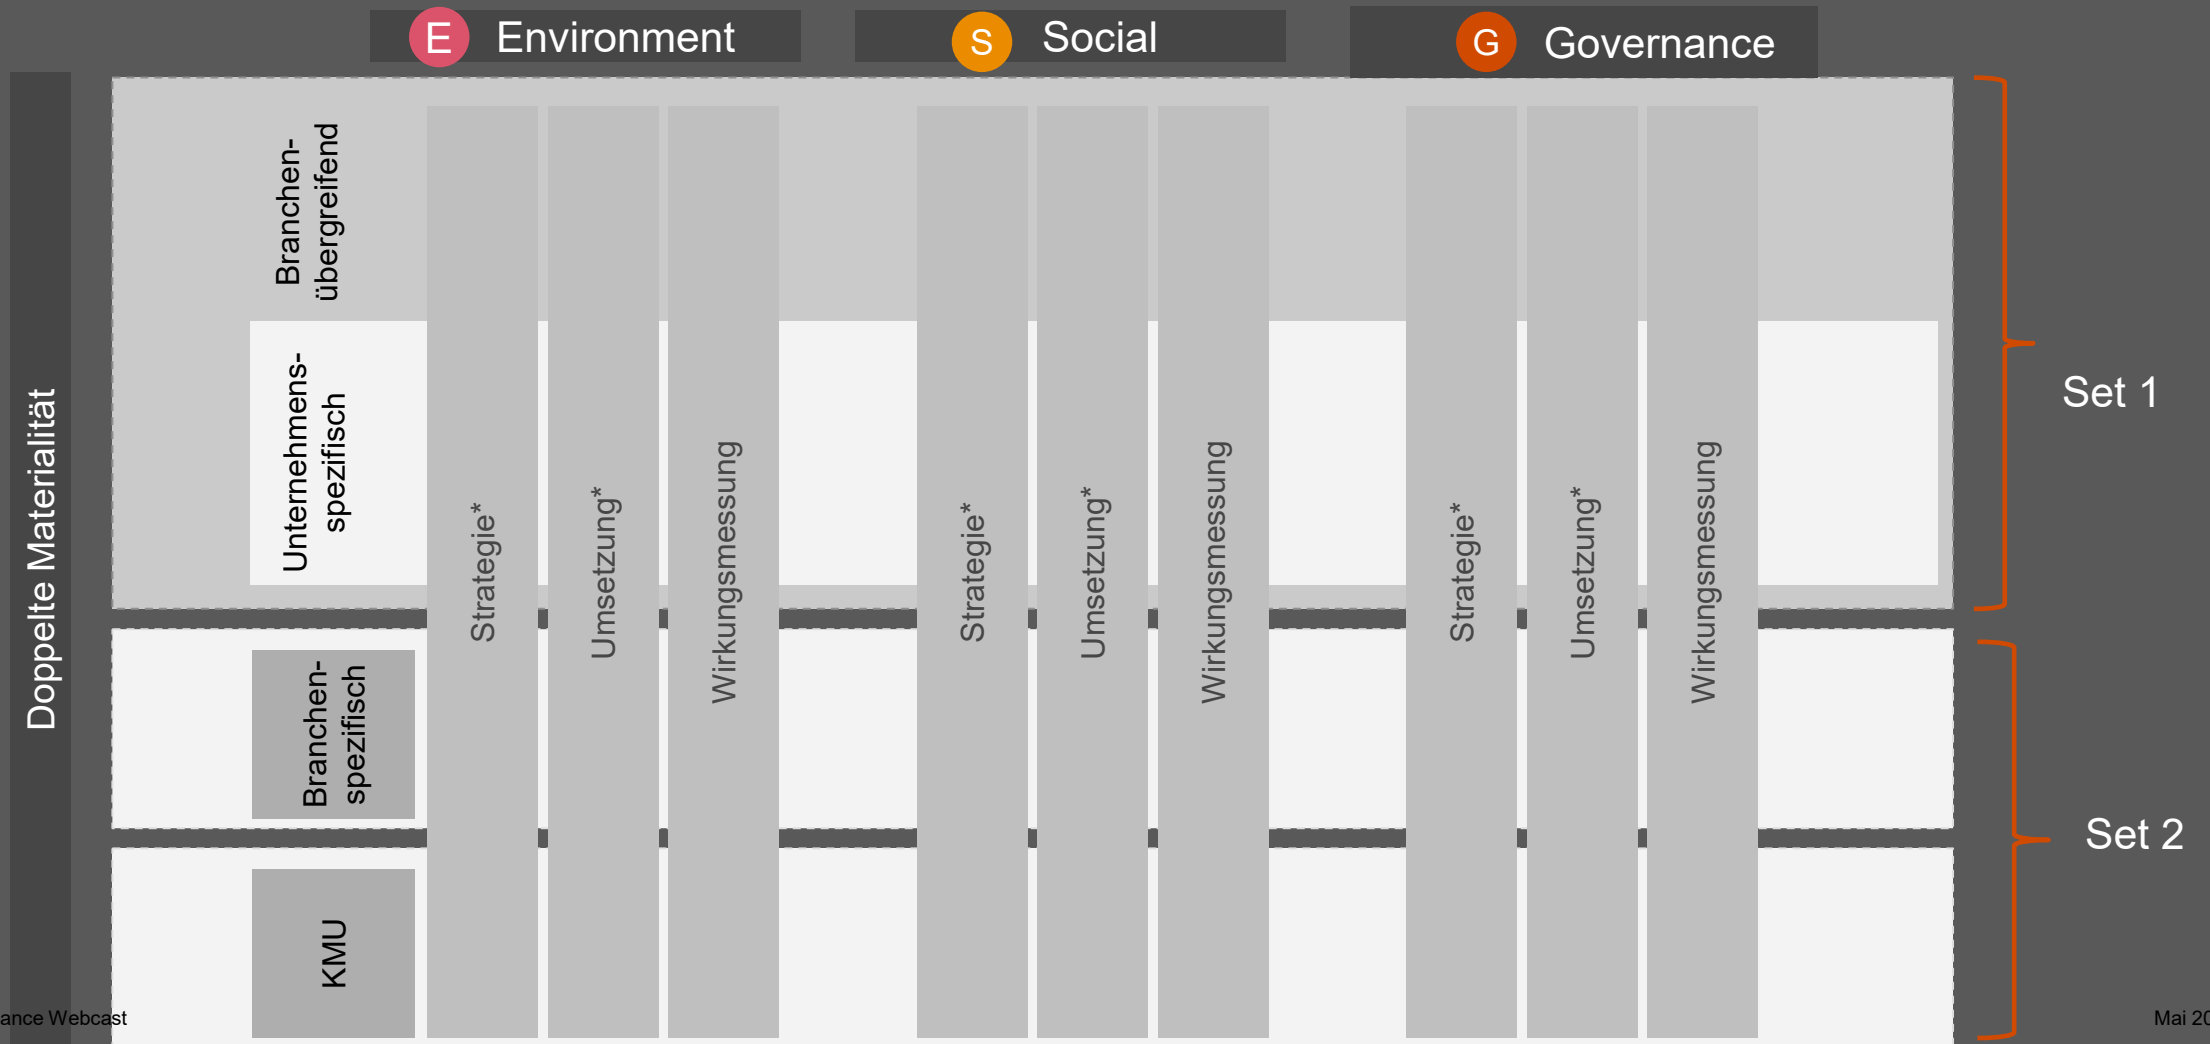 E Environment
S Social
G Governance
Doppelte Materialität
Branchen-
übergreifend
Unternehmens-
spezifisch
Branchen-
spezifisch
KMU
Strategie*
Umsetzung*
Wirkungsmessung
Strategie*
Umsetzung*
Wirkungsmessung
Strategie*
Umsetzung*
Wirkungsmessung
Set 1
Set 2
ance Webcast
Mai 20